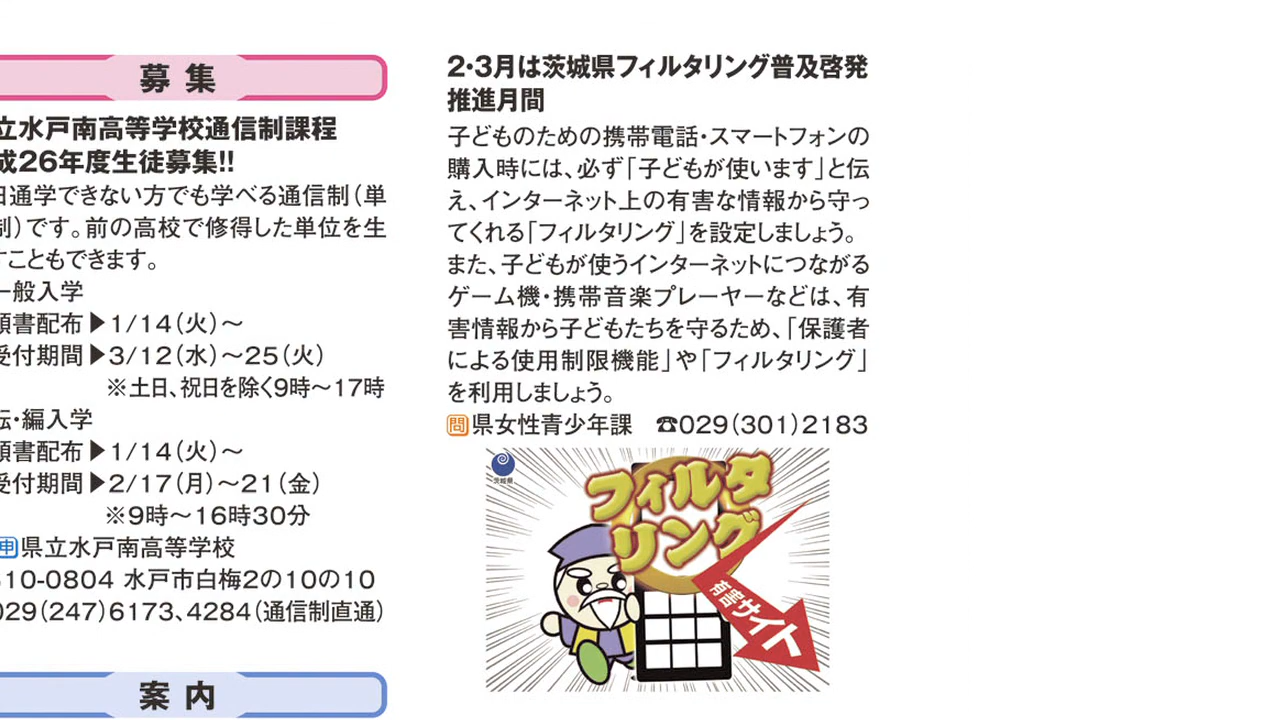 募集
立水戸南高等学校通信制課程
成26年度生徒募集!!
日通学できない方でも学べる通信制(単
制)です。前の高校で修得した単位を生
すこともできます。
一般入学
願書配布▶1/14(火)～
受付期間▶3/12(水)～25(火)
※土日、祝日を除く9時～17時
転・編入学
願書配布▶1/14(火)～
受付期間▶2/17(月)～21(金)
※9時～16時30分
申県立水戸南高等学校
310-0804 水戸市白梅2の10の10
029(247)6173、4284(通信制直通)
案内
2・3月は茨城県フィルタリング普及啓発
推進月間
子どものための携帯電話・スマートフォンの
購入時には、必ず「子どもが使います」と伝
え、インターネット上の有害な情報から守っ
てくれる「フィルタリング」を設定しましょう。
また、子どもが使うインターネットにつながる
ゲーム機・携帯音楽プレーヤーなどは、有
害情報から子どもたちを守るため、「保護者
による使用制限機能」や「フィルタリング」
を利用しましょう。
問県女性青少年課 ☎029(301)2183
茨城県
フィルタ
リング
有害サイト